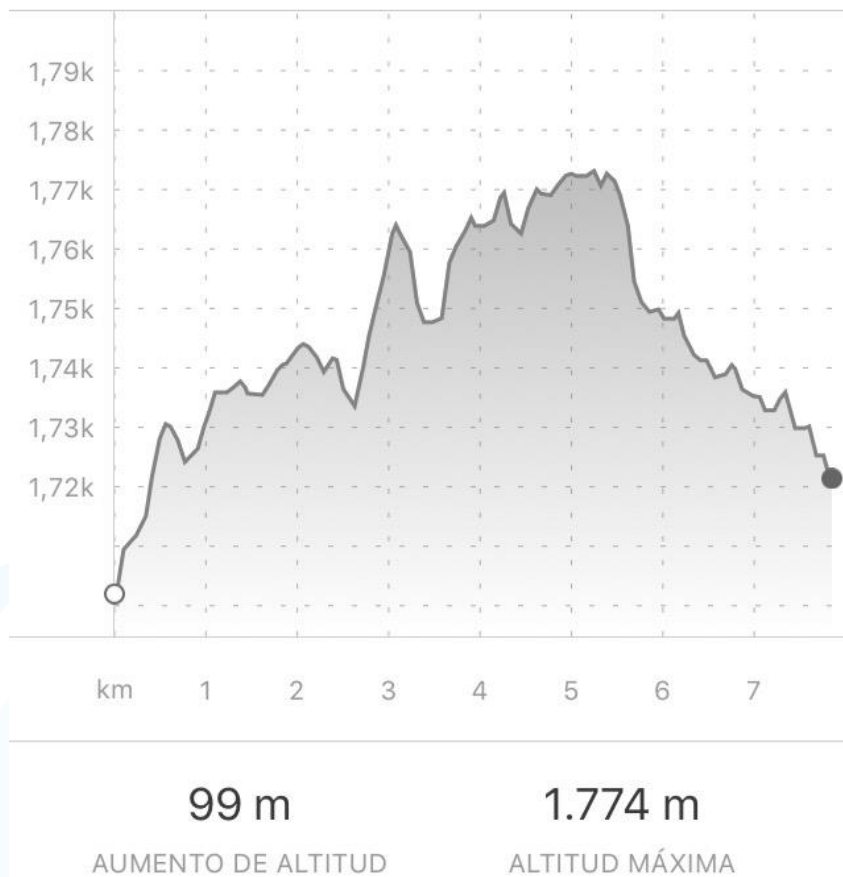 1,79k
1,78k
1,77k
1,76k
1,75k
1,74k
1,73k
1,72k
km 1 2 3 4 5 6 7
99 m 1.774 m
AUMENTO DE ALTITUD ALTITUD MÁXIMA